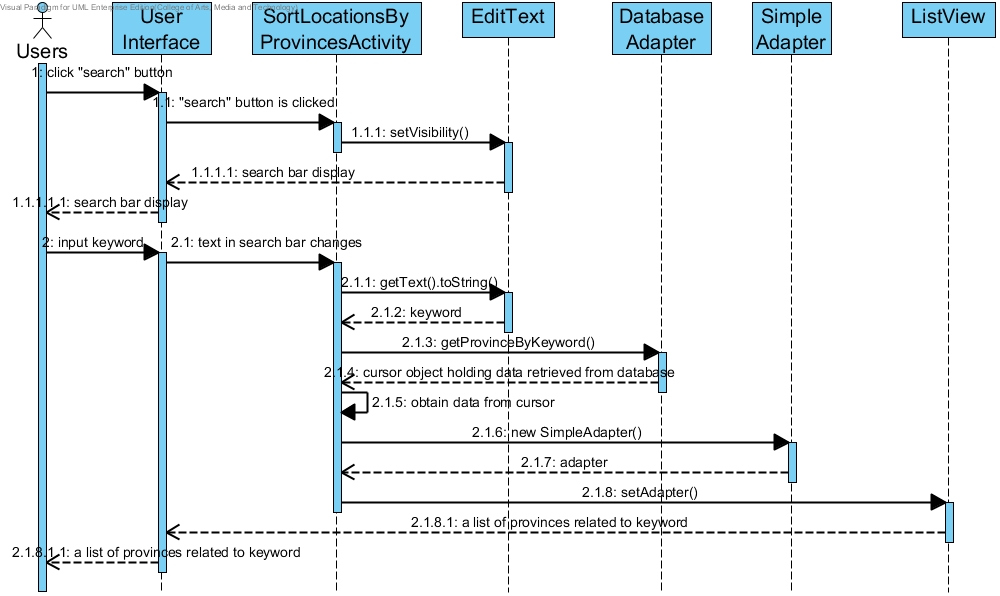 Visual Paradigm for UML Enterprise Edition(College of Arts, Media and Technology)
Users
User
Interface
SortLocationsBy
ProvincesActivity
EditText
Database
Adapter
Simple
Adapter
ListView
1: click "search" button
1.1: "search" button is clicked
1.1.1: setVisibility()
1.1.1.1: search bar display
1.1.1.1.1: search bar display
2: input keyword
2.1: text in search bar changes
2.1.1: getText().toString()
2.1.2: keyword
2.1.3: getProvinceByKeyword()
2.1.4: cursor object holding data retrieved from database
2.1.5: obtain data from cursor
2.1.6: new SimpleAdapter()
2.1.7: adapter
2.1.8: setAdapter()
2.1.8.1: a list of provinces related to keyword
2.1.8.1.1: a list of provinces related to keyword